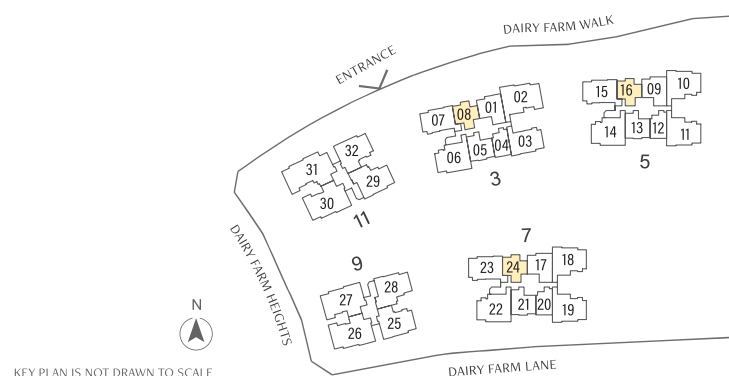 DAIRY FARM WALK
ENTRANCE
10
15 16 09
02
01
07 08
14 13 12 11
03
04
05
06
5
3
32
31
29
30
11
DAIRY FARM HEIGHTS
7
9
18
23 24 17
28
27
22 21 20 19
25
26
N
DAIRY FARM LANE
KEY PLAN IS NOT DRAWN TO SCALE